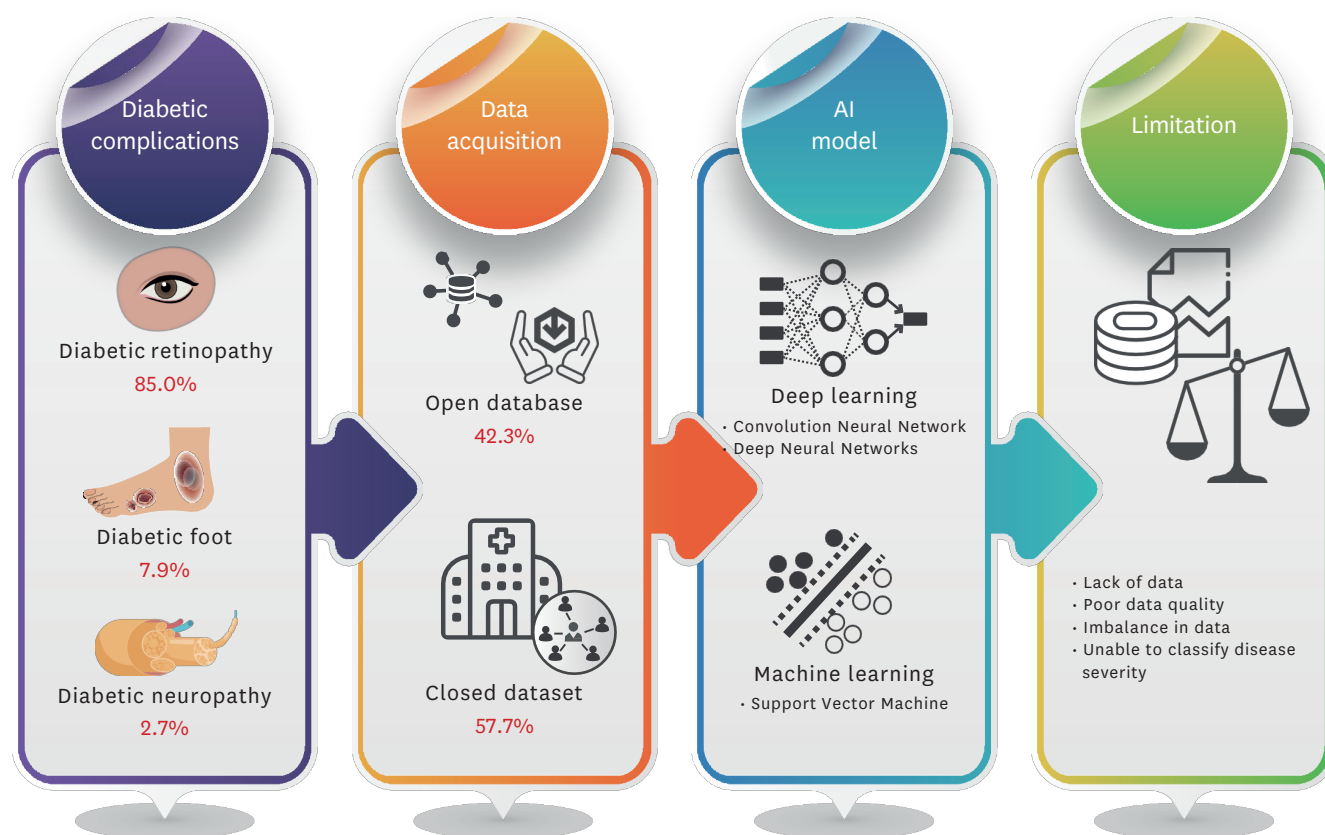 Diabetic
complications
Diabetic retinopathy
85.0%
Diabetic foot
7.9%
Diabetic neuropathy
2.7%
Data
acquisition
Open database
42.3%
Closed dataset
57.7%
AI
model
Deep learning
· Convolution Neural Network
· Deep Neural Networks
Machine learning
· Support Vector Machine
Limitation
· Lack of data
· Poor data quality
· Imbalance in data
· Unable to classify disease
severity